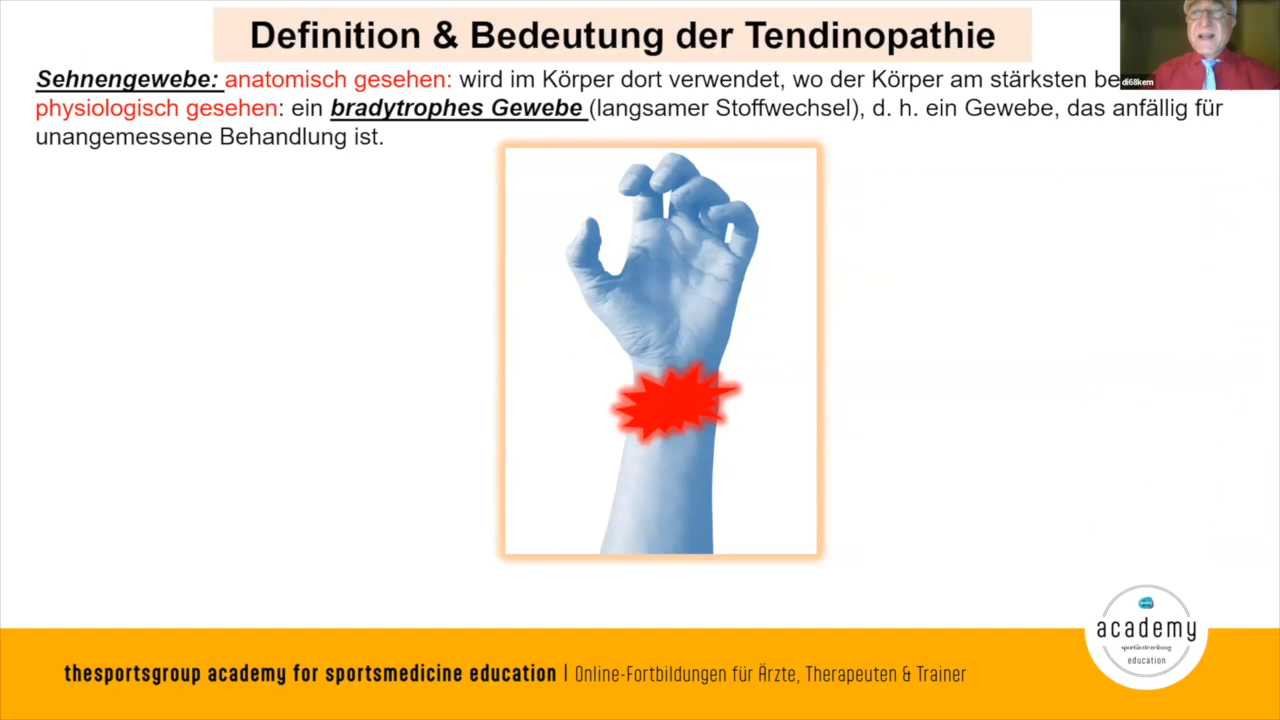 Definition & Bedeutung der Tendinopathie
Sehnengewebe: anatomisch gesehen: wird im Körper dort verwendet, wo der Körper am stärksten
physiologisch gesehen: ein bradytrophes Gewebe (langsamer Stoffwechsel), d. h. ein Gewebe, das anfällig für
unangemessene Behandlung ist.
di68kem
academy
sportärztezeitung
education
thesportsgroup academy for sportsmedicine education | Online-Fortbildungen für Ärzte, Therapeuten & Trainer